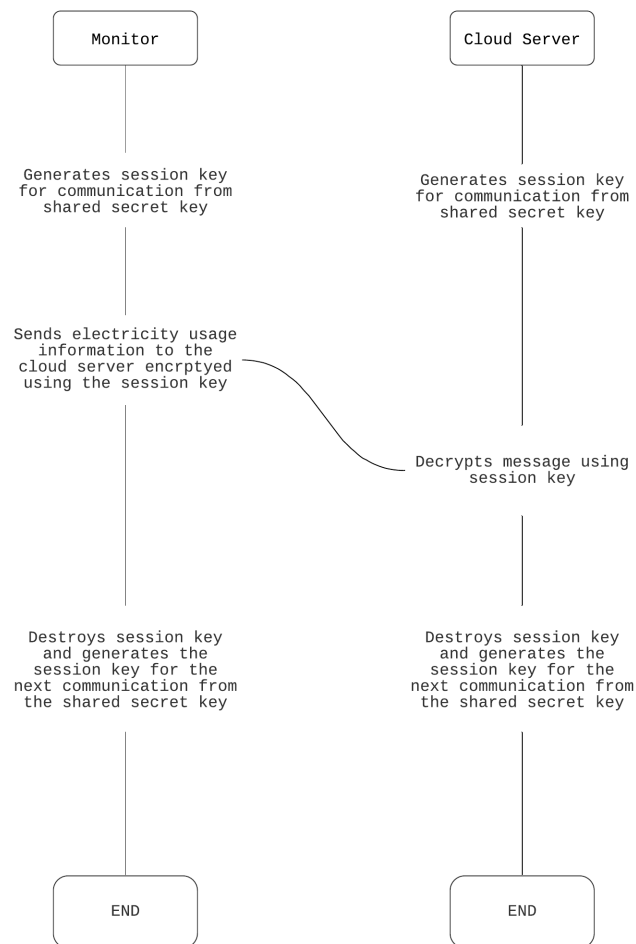 Monitor
Cloud Server
Generates session key
for communication from
shared secret key
Generates session key
for communication from
shared secret key
Sends electricity usage
information to the
cloud server encrptyed
using the session key
Decrypts message using
session key
Destroys session key
and generates the
session key for the
next communication from
the shared secret key
Destroys session key
and generates the
session key for the
next communication from
the shared secret key
END
END